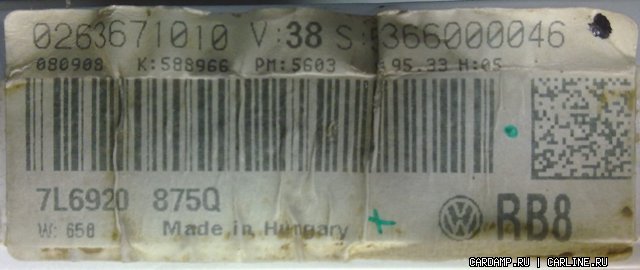 0263671010 V:38 S: 366000046
080908 K:588966 PM:5603 95.33 H:05
7L6920 875Q
W: 658 Made in Hungary
RB8
CARDAMP.RU | CARLINE.RU